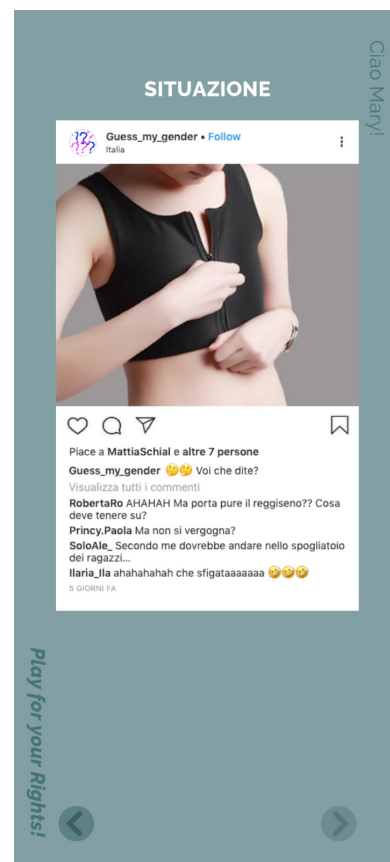 Ciao Mary!
SITUAZIONE
Guess_my_gender • Follow
Italia
Piace a MattiaSchial e altre 7 persone
Guess_my_gender 🤔🤔 Voi che dite?
Visualizza tutti i commenti
RobertaRo AHAHAH Ma porta pure il reggiseno?? Cosa
deve tenere su?
Princy.Paola Ma non si vergogna?
SoloAle_ Secondo me dovrebbe andare nello spogliatoio
dei ragazzi...
Ilaria_Ila ahahahahah che sfigataaaaaaa 🤣🤣🤣
5 GIORNI FA
Play for your Rights!